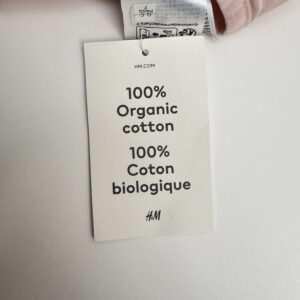 HM.COM
100%
Organic
cotton
100%
Coton
biologique
H&M